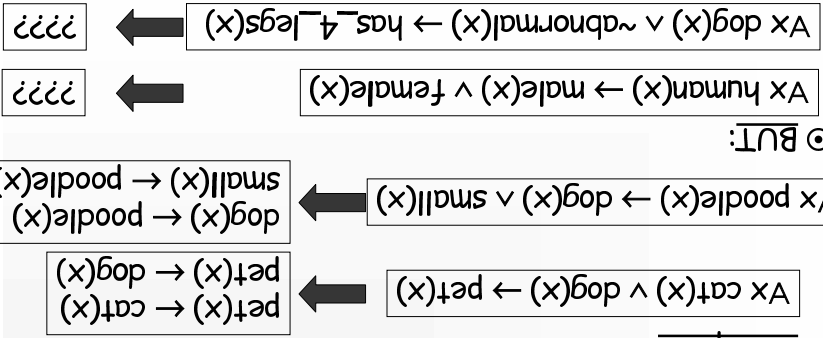 ∀x cat(x) ∨ dog(x) → pet(x)
pet(x) ← cat(x)
pet(x) ← dog(x)
∀x poodle(x) → dog(x) ∧ small(x)
dog(x) ← poodle(x)
small(x) ← poodle(x)
BUT:
∀x human(x) → male(x) ∨ female(x)
????
∀x dog(x) ∧ ~abnormal(x) → has_4_legs(x)
????